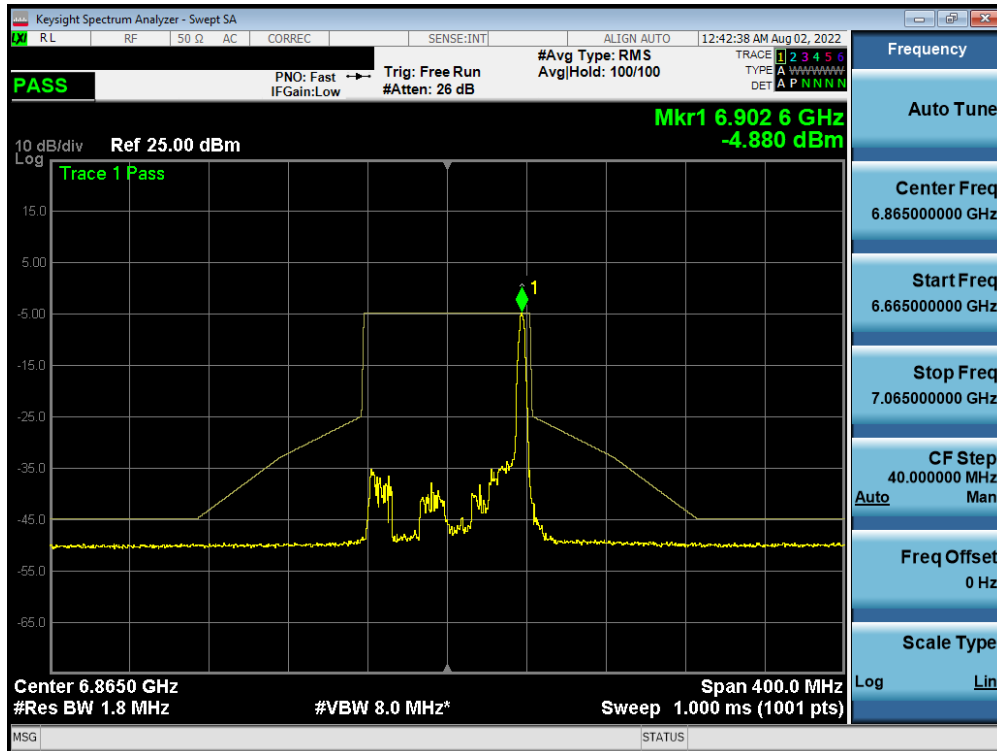 Keysight Spectrum Analyzer - Swept SA
LXI RL RF 50 Ω AC CORREC SENSE:INT ALIGN AUTO 12:42:38 AM Aug 02, 2022
PASS
PNO: Fast
IFGain:Low
Trig: Free Run
#Atten: 26 dB
#Avg Type: RMS
Avg|Hold: 100/100
TRACE 1 2 3 4 5 6
TYPE A WWWWWW
DET A P N N N N
Mkr1 6.902 6 GHz
-4.880 dBm
10 dB/div Ref 25.00 dBm
Log
Trace 1 Pass
15.0
5.00
1
-5.00
-15.0
-25.0
-35.0
-45.0
-55.0
-65.0
Center 6.8650 GHz Span 400.0 MHz
#Res BW 1.8 MHz #VBW 8.0 MHz* Sweep 1.000 ms (1001 pts)
MSG STATUS
Frequency
Auto Tune
Center Freq
6.865000000 GHz
Start Freq
6.665000000 GHz
Stop Freq
7.065000000 GHz
CF Step
40.000000 MHz
Auto Man
Freq Offset
0 Hz
Scale Type
Log Lin